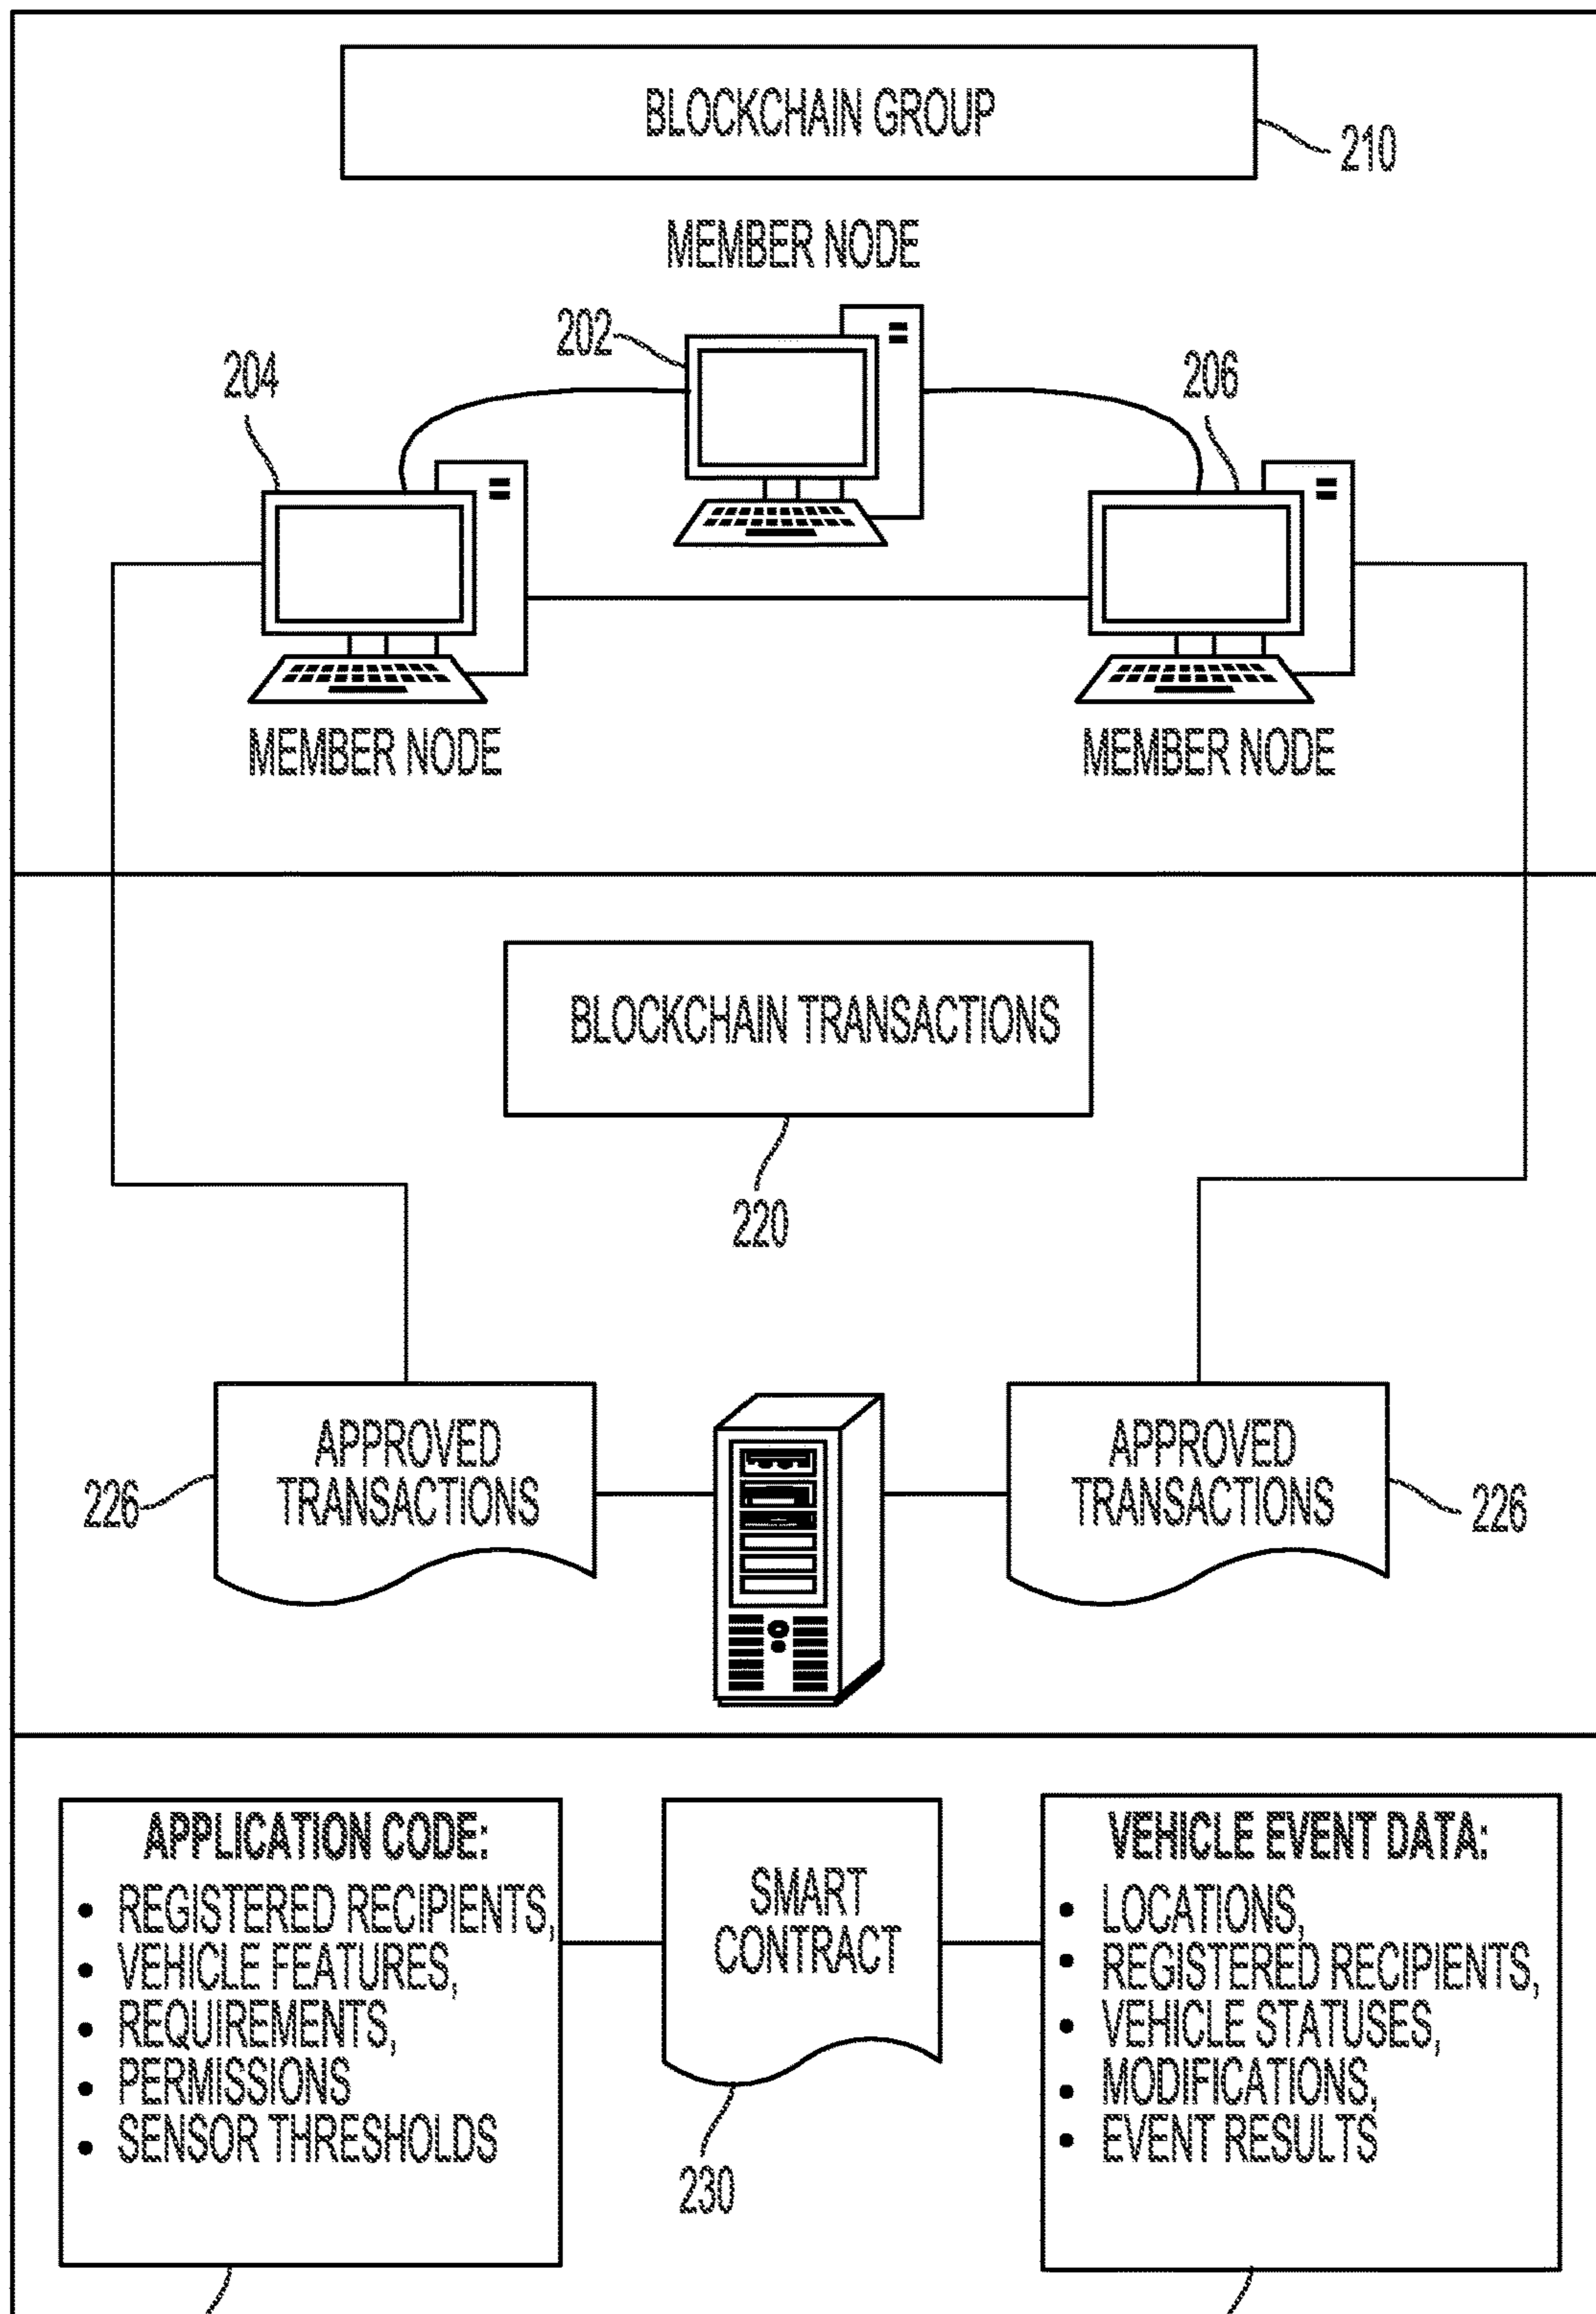 BLOCKCHAIN GROUP
210
MEMBER NODE
202
204
206
MEMBER NODE
MEMBER NODE
BLOCKCHAIN TRANSACTIONS
220
APPROVED
TRANSACTIONS
226
APPROVED
TRANSACTIONS
226
APPLICATION CODE:
• REGISTERED RECIPIENTS,
• VEHICLE FEATURES,
• REQUIREMENTS,
• PERMISSIONS
• SENSOR THRESHOLDS
SMART
CONTRACT
230
VEHICLE EVENT DATA:
• LOCATIONS,
• REGISTERED RECIPIENTS,
• VEHICLE STATUSES,
• MODIFICATIONS,
• EVENT RESULTS